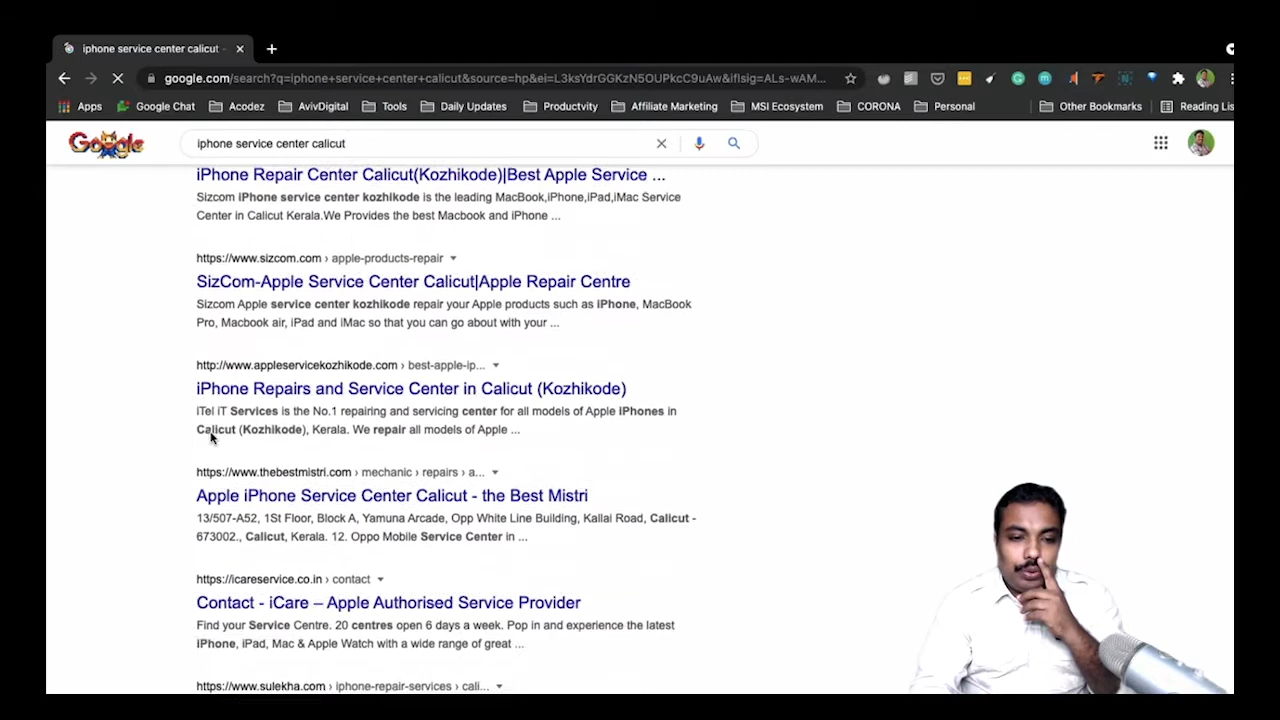 iphone service center calicut -
google.com/search?q=iphone+service+center+calicut&source=hp&ei=L3ksYdrGGKzN5OUPkcC9uAw&iflsig=ALs-wAM...
Apps Google Chat Acodez AvivDigital Tools Daily Updates Productvity Affiliate Marketing MSI Ecosystem CORONA Personal Other Bookmarks Reading Lis
Google iphone service center calicut
iPhone Repair Center Calicut(Kozhikode)|Best Apple Service ...
Sizcom iPhone service center kozhikode is the leading MacBook,iPhone,iPad,iMac Service
Center in Calicut Kerala.We Provides the best Macbook and iPhone ...
https://www.sizcom.com › apple-products-repair
SizCom-Apple Service Center Calicut|Apple Repair Centre
Sizcom Apple service center kozhikode repair your Apple products such as iPhone, MacBook
Pro, Macbook air, iPad and iMac so that you can go about with your ...
http://www.appleservicekozhikode.com › best-apple-ip...
iPhone Repairs and Service Center in Calicut (Kozhikode)
iTel iT Services is the No.1 repairing and servicing center for all models of Apple iPhones in
Calicut (Kozhikode), Kerala. We repair all models of Apple ...
https://www.thebestmistri.com › mechanic › repairs › a...
Apple iPhone Service Center Calicut - the Best Mistri
13/507-A52, 1St Floor, Block A, Yamuna Arcade, Opp White Line Building, Kallai Road, Calicut -
673002., Calicut, Kerala. 12. Oppo Mobile Service Center in ...
https://icareservice.co.in › contact
Contact - iCare – Apple Authorised Service Provider
Find your Service Centre. 20 centres open 6 days a week. Pop in and experience the latest
iPhone, iPad, Mac & Apple Watch with a wide range of great ...
https://www.sulekha.com › iphone-repair-services › cali...